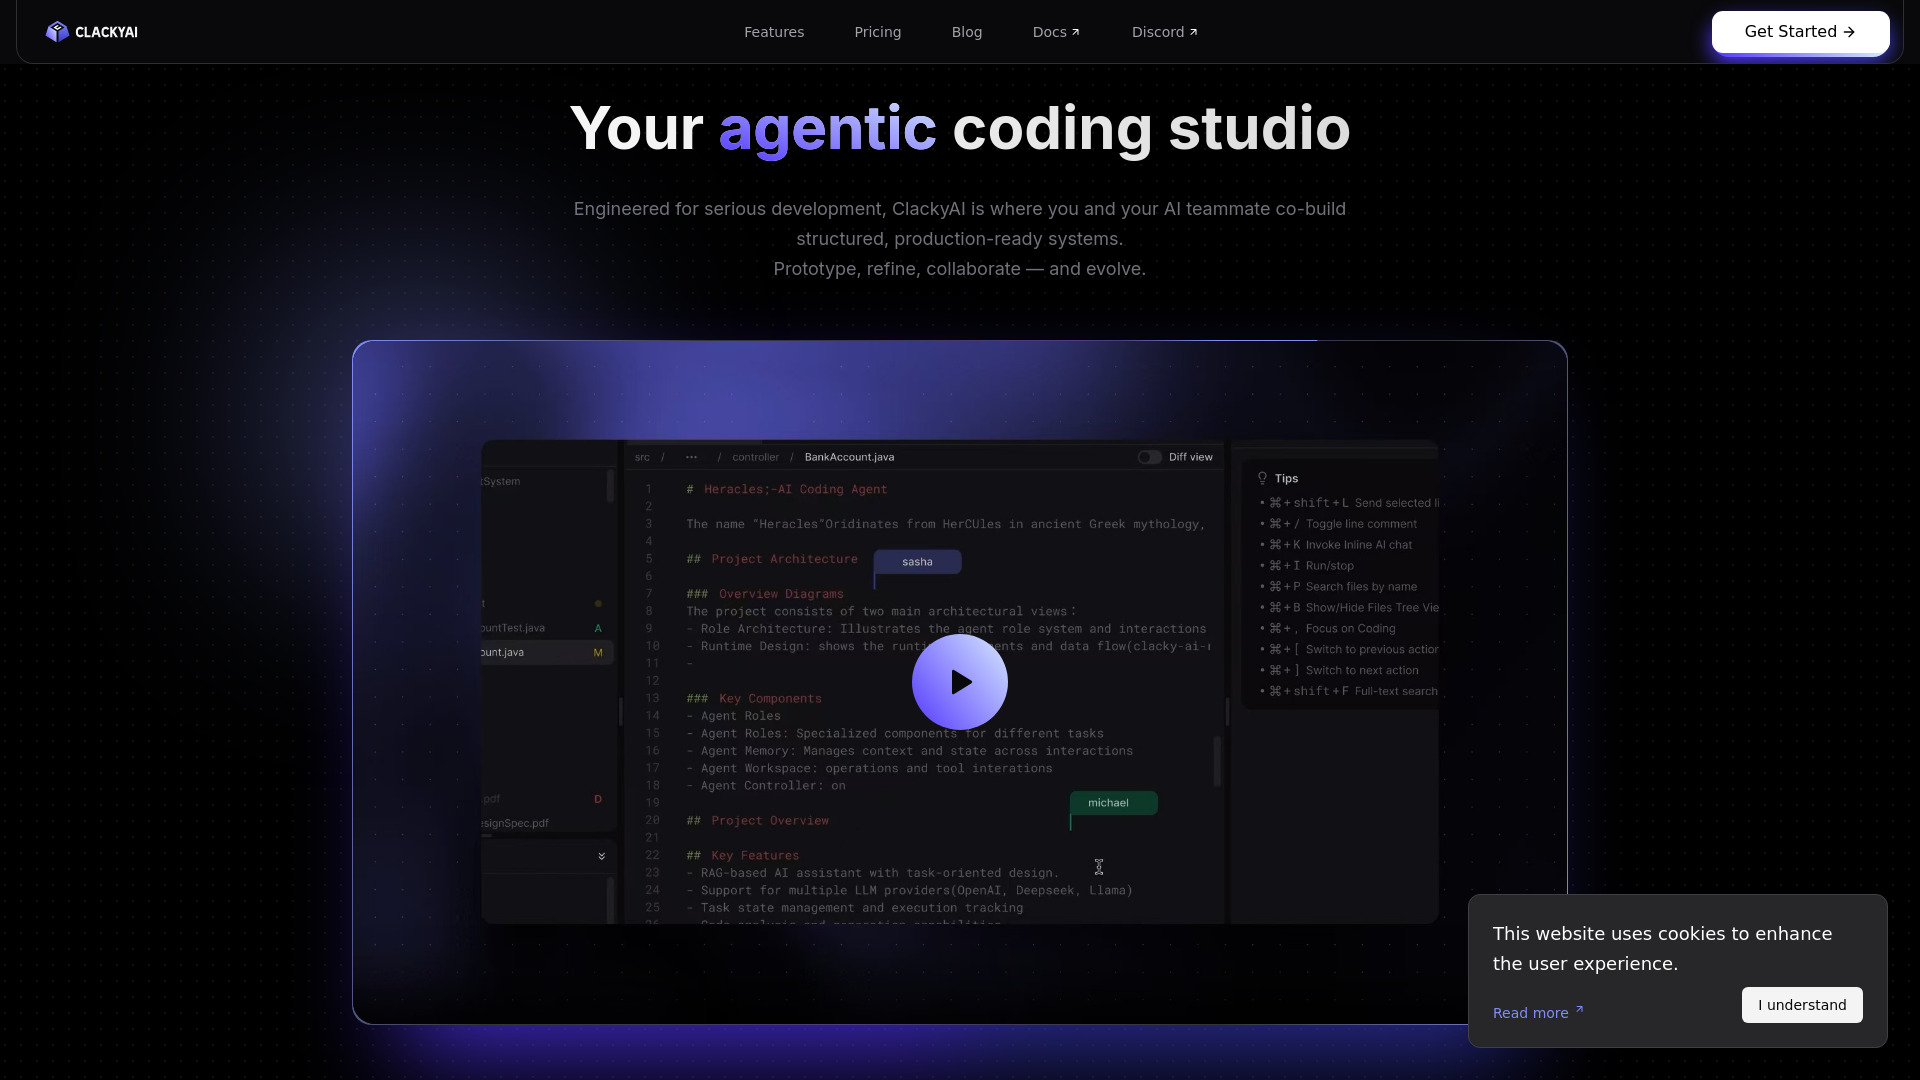 CLACKYAI
Features
Pricing
Blog
Docs
Discord
Get Started
Your agentic coding studio
Engineered for serious development, ClackyAI is where you and your AI teammate co-build
structured, production-ready systems.
Prototype, refine, collaborate — and evolve.
tSystem
t
ountTest.java A
ount.java M
.pdf D
esignSpec.pdf
src / ··· / controller / BankAccount.java
Diff view
1 # Heracles;-AI Coding Agent
2
3 The name "Heracles"Oridinates from HerCUles in ancient Greek mythology,
4
5 ## Project Architecture
sasha
6
7 ### Overview Diagrams
8 The project consists of two main architectural views:
9 - Role Architecture: Illustrates the agent role system and interactions
10 - Runtime Design: shows the runti ents and data flow(clacky-ai-r
11 -
12
13 ### Key Components
14 - Agent Roles
15 - Agent Roles: Specialized components for different tasks
16 - Agent Memory: Manages context and state across interactions
17 - Agent Workspace: operations and tool interations
18 - Agent Controller: on
19
michael
20 ## Project Overview
21
22 ## Key Features
23 - RAG-based AI assistant with task-oriented design.
24 - Support for multiple LLM providers(OpenAI, Deepseek, Llama)
25 - Task state management and execution tracking
Tips
• ⌘+shift+L Send selected li
• ⌘+/ Toggle line comment
• ⌘+K Invoke Inline AI chat
• ⌘+I Run/stop
• ⌘+P Search files by name
• ⌘+B Show/Hide Files Tree Vie
• ⌘+, Focus on Coding
• ⌘+[ Switch to previous action
• ⌘+] Switch to next action
• ⌘+shift+F Full-text search
This website uses cookies to enhance
the user experience.
Read more
I understand